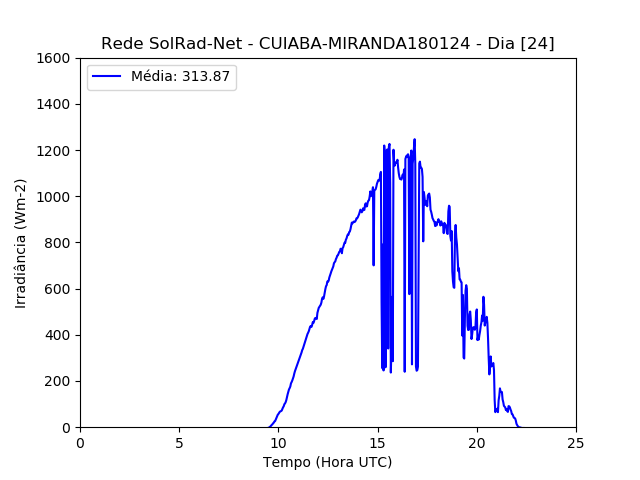 Rede SolRad-Net - CUIABA-MIRANDA180124 - Dia [24]
Média: 313.87
1600
1400
1200
1000
800
600
400
200
0
0 5 10 15 20 25
Irradiância (Wm-2)
Tempo (Hora UTC)